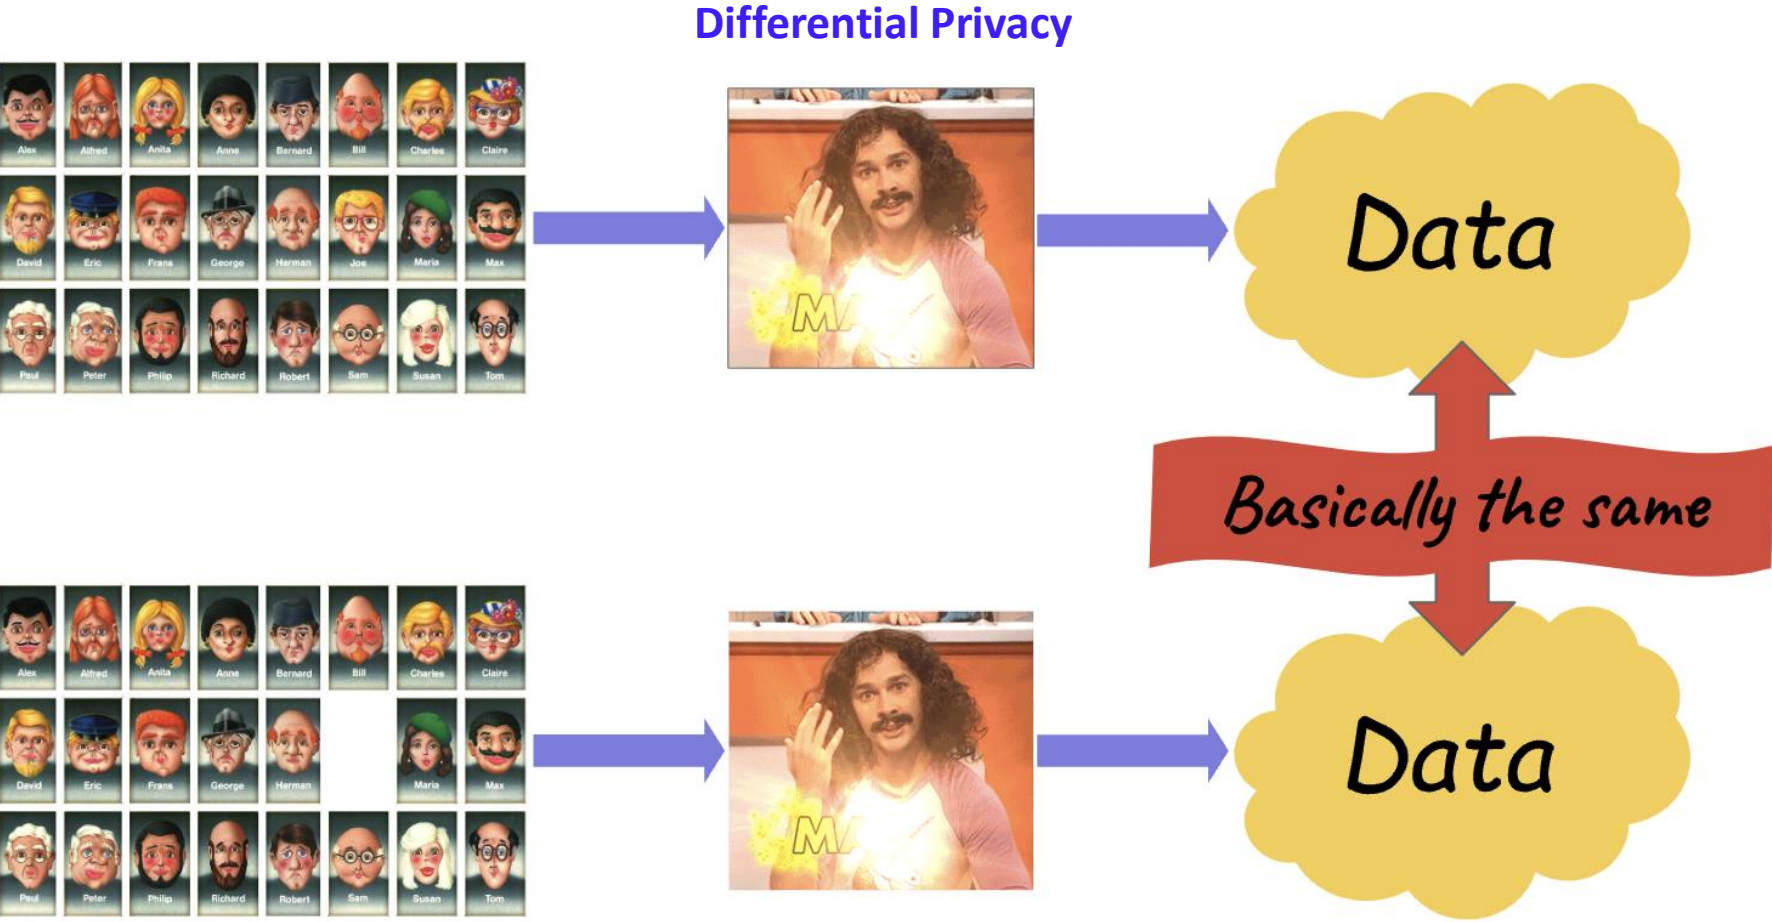 Differential Privacy
Alex Alfred Anita Anne Bernard Bill Charles Claire
David Eric Frans George Herman Joe Maria Max
Paul Peter Philip Richard Robert Sam Susan Tom
MA
Data
Basically the same
Alex Alfred Anita Anne Bernard Bill Charles Claire
David Eric Frans George Herman Maria Max
Paul Peter Philip Richard Robert Sam Susan Tom
MA
Data